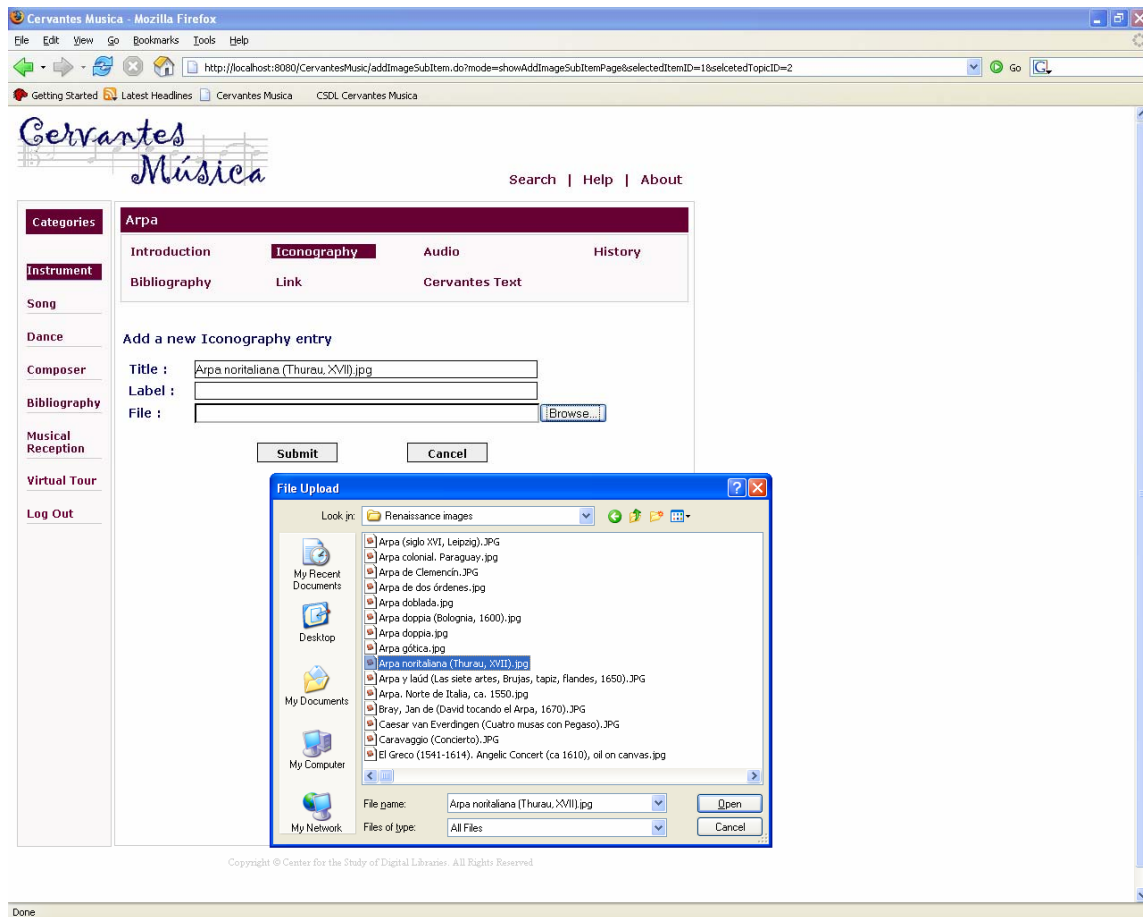 Cervantes Musica - Mozilla Firefox
File Edit View Go Bookmarks Tools Help
http://localhost:8080/CervantesMusic/addImageSubItem.do?mode=showAddImageSubItemPage&selectedItemID=1&selcetedTopicID=2 Go G
Getting Started Latest Headlines Cervantes Musica CSDL Cervantes Musica
Cervantes
Música
Search | Help | About
Categories
Instrument
Song
Dance
Composer
Bibliography
Musical
Reception
Virtual Tour
Log Out
Arpa
Introduction Iconography Audio History
Bibliography Link Cervantes Text
Add a new Iconography entry
Title : Arpa noritaliana (Thurau, XVII).jpg
Label :
File : Browse...
Submit Cancel
File Upload
Look in: Renaissance images
My Recent
Documents
Desktop
My Documents
My Computer
My Network
Arpa (siglo XVI, Leipzig).JPG
Arpa colonial. Paraguay.jpg
Arpa de Clemencín.JPG
Arpa de dos órdenes.jpg
Arpa doblada.jpg
Arpa doppia (Bolognia, 1600).jpg
Arpa doppia.jpg
Arpa gótica.jpg
Arpa noritaliana (Thurau, XVII).jpg
Arpa y laúd (Las siete artes, Brujas, tapiz, flandes, 1650).JPG
Arpa. Norte de Italia, ca. 1550.jpg
Bray, Jan de (David tocando el Arpa, 1670).JPG
Caesar van Everdingen (Cuatro musas con Pegaso).JPG
Caravaggio (Concierto).JPG
El Greco (1541-1614). Angelic Concert (ca 1610), oil on canvas.jpg
File name: Arpa noritaliana (Thurau, XVII).jpg Open
Files of type: All Files Cancel
Copyright © Center for the Study of Digital Libraries. All Rights Reserved
Done